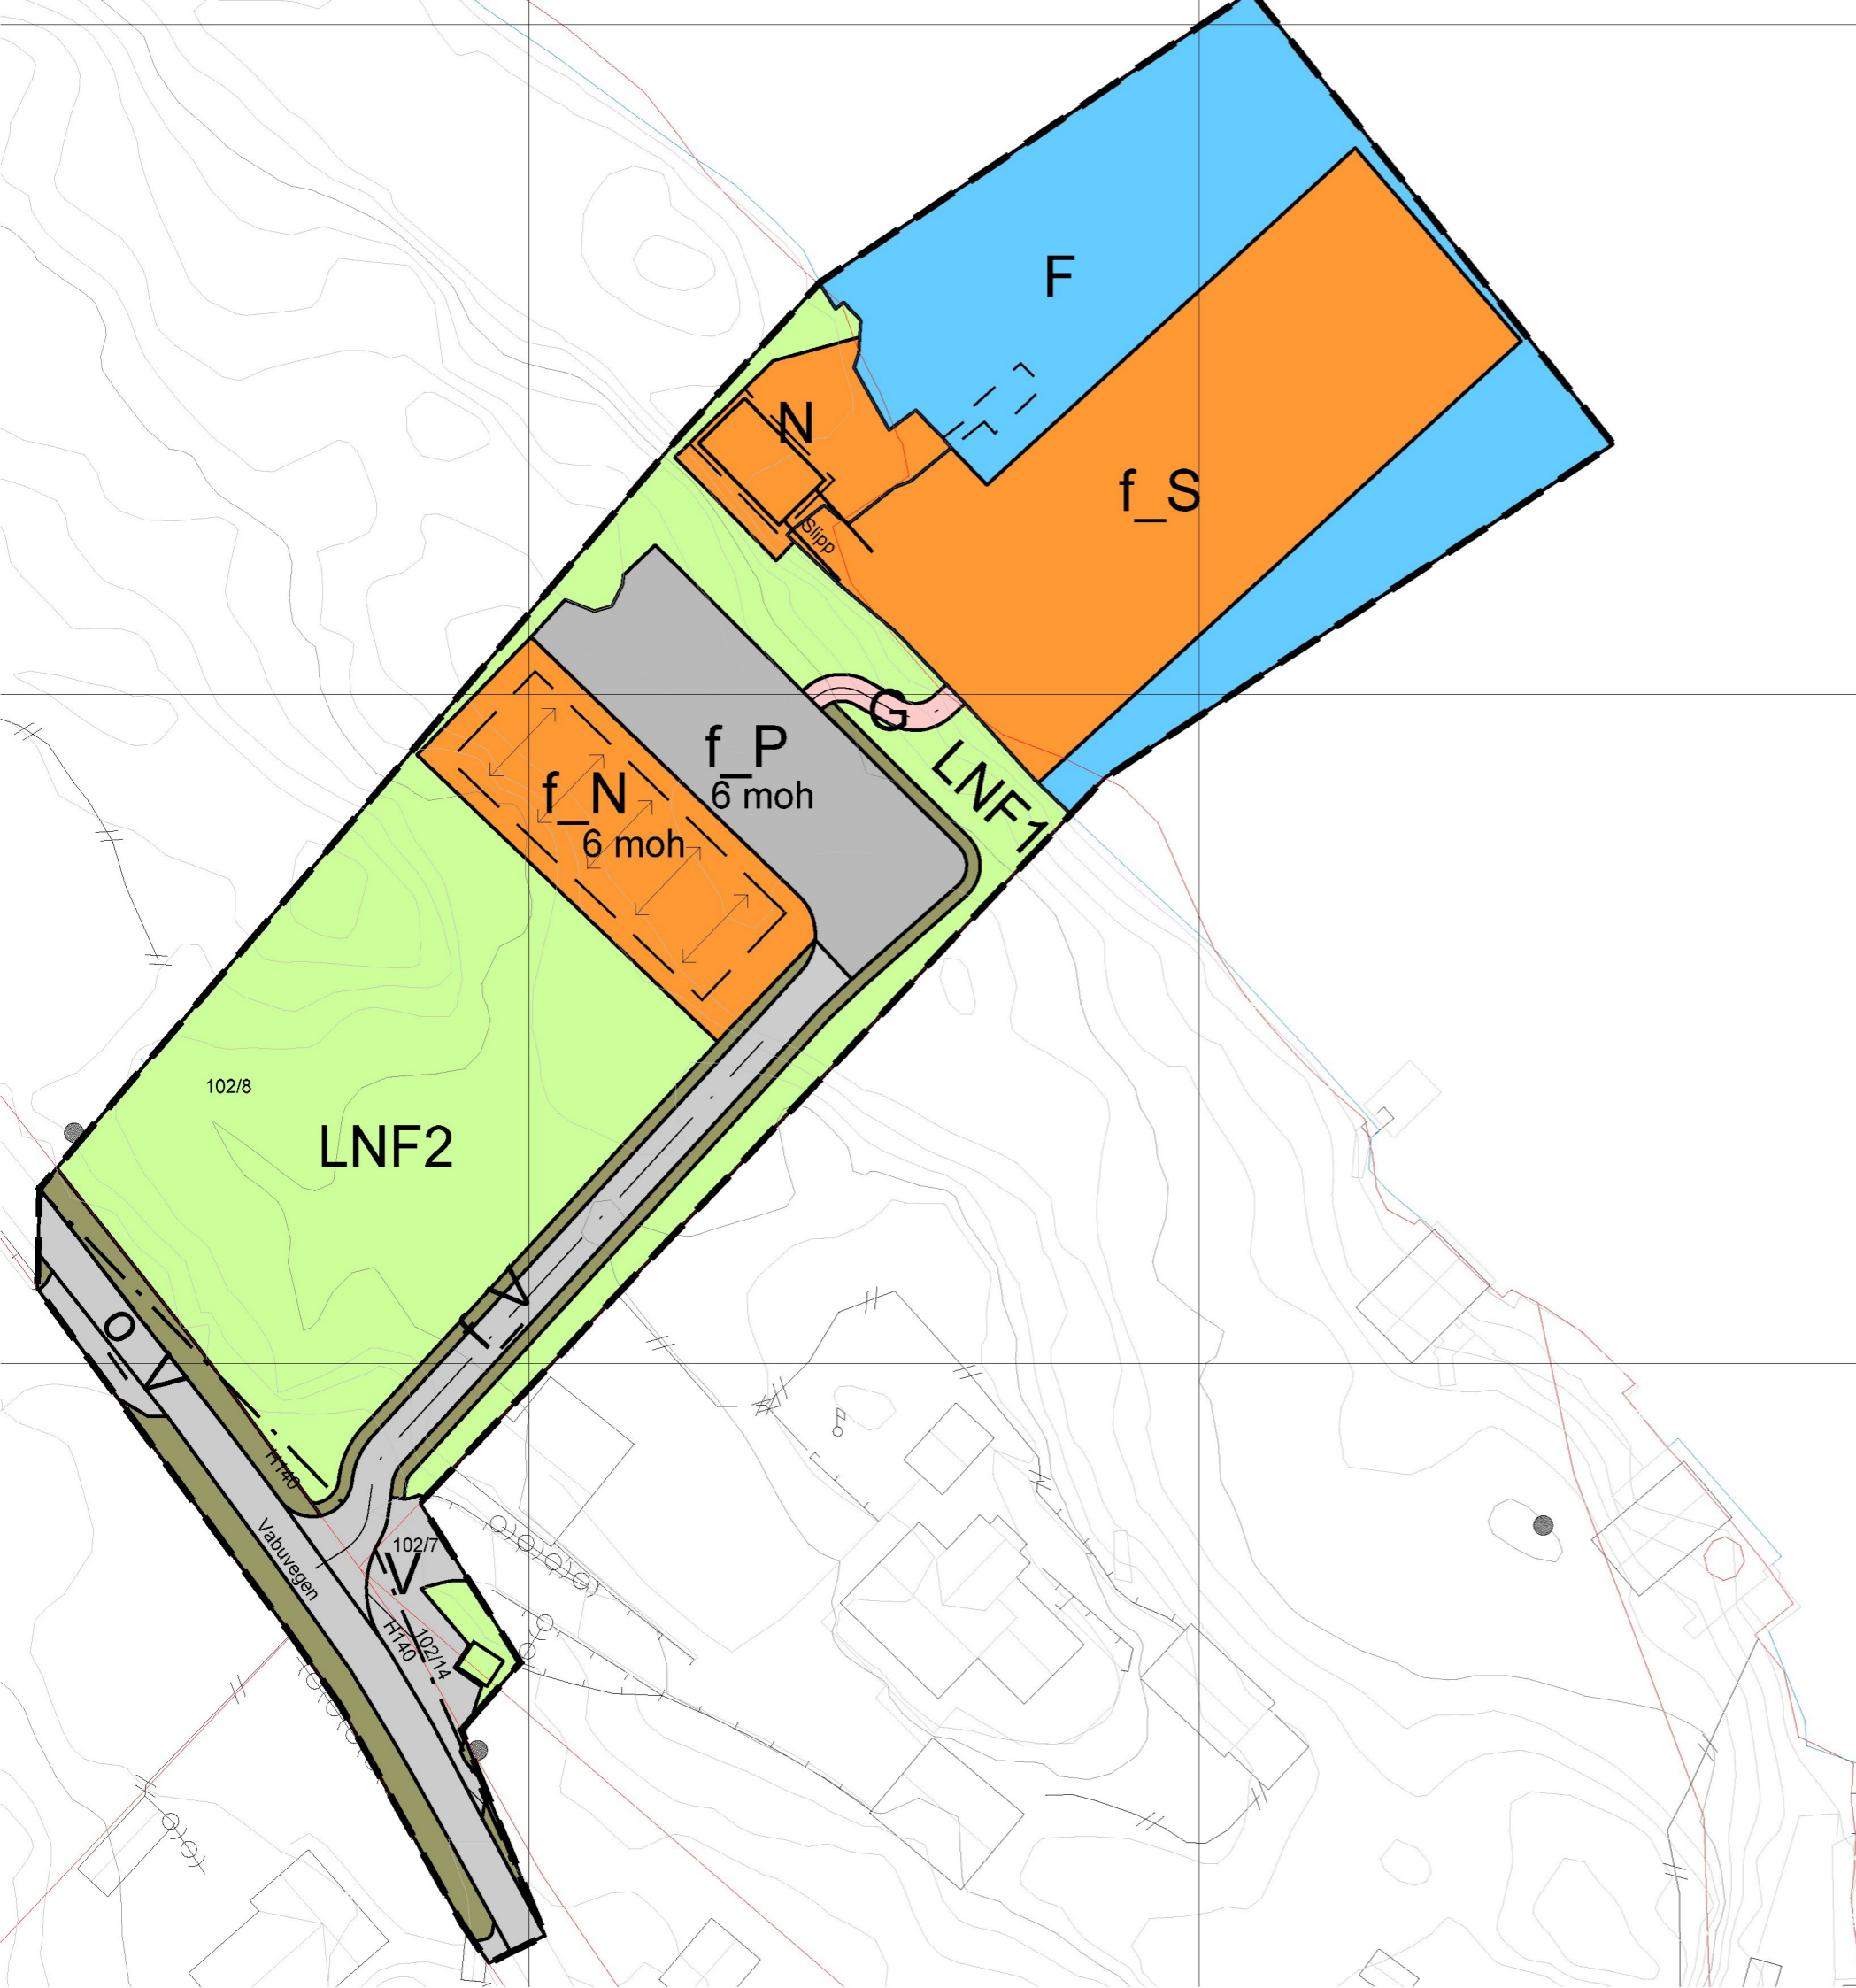 F
N
f_S
Slipp
G
f_P
6 moh
LNF1
f_N
6 moh
102/8
LNF2
f_V
o_V
H140
Vabuvegen
102/7
V
H140
102/14